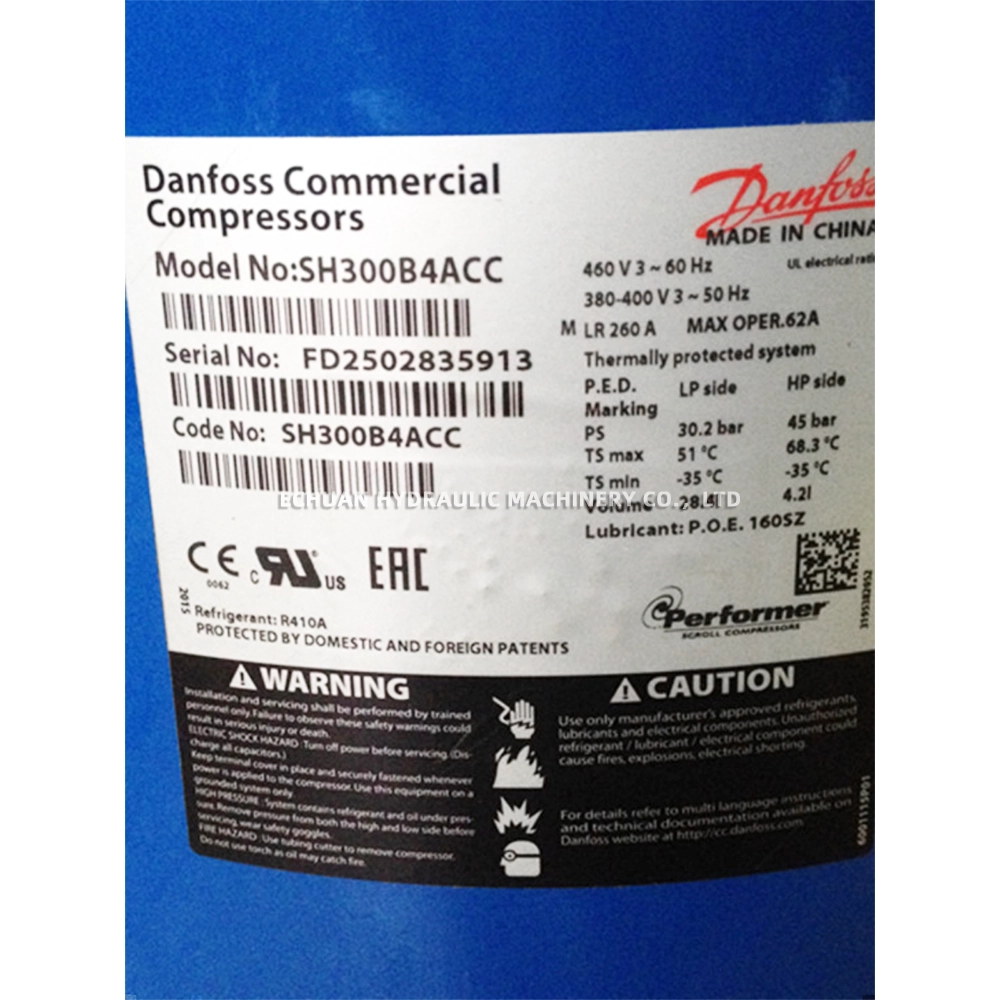 Danfoss Commercial
Compressors
Model No:SH300B4ACC
Serial No: FD2502835913
Code No: SH300B4ACC
Danfoss
MADE IN CHINA
460 V 3 ~ 60 Hz
UL electrical
380-400 V 3 ~ 50 Hz
M LR 260 A MAX OPER.62A
Thermally protected system
P.E.D. LP side HP side
Marking
PS 30.2 bar 45 bar
TS max 51 °C 68.3 °C
TS min -35 °C -35 °C
Volume 4.2l
Lubricant: P.O.E. 160SZ
ECHUAN HYDRAULIC MACHINERY CO., LTD
CE
0062
c RU US
EAC
2015
Refrigerant: R410A
PROTECTED BY DOMESTIC AND FOREIGN PATENTS
Performer
SCROLL COMPRESSORS
WARNING
Installation and servicing shall be performed by trained
personnel only. Failure to observe these safety warnings could
result in serious injury or death.
ELECTRIC SHOCK HAZARD : Turn off power before servicing. (Dis-
charge all capacitors.)
Keep terminal cover in place and securely fastened whenever
power is applied to the compressor. Use this equipment on a
grounded system only.
HIGH PRESSURE : System contains refrigerant and oil under pres-
sure. Remove pressure from both the high and low side before
servicing, wear safety goggles.
FIRE HAZARD : Use tubing cutter to remove compressor.
Do not use torch as oil may catch fire.
CAUTION
Use only manufacturer's approved refrigerants
lubricants and electrical components. Unauthorized
refrigerant / lubricant / electrical component could
cause fires, explosions, electrical shorting.
For details refer to multi language instructions
and technical documentation available on
Danfoss website at http://cc.danfoss.com
6001115P01